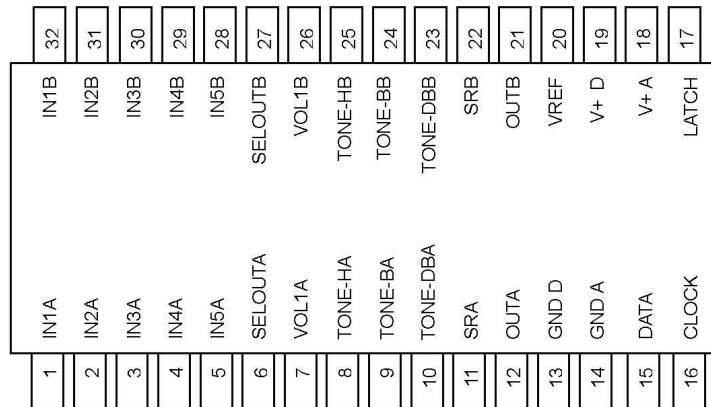 32 31 30 29 28 27 26 25 24 23 22 21 20 19 18 17
IN1B IN2B IN3B IN4B IN5B SELOUTB VOL1B TONE-HB TONE-BB TONE-DBB SRB OUTB VREF V+ D V+ A LATCH
IN1A IN2A IN3A IN4A IN5A SELOUTA VOL1A TONE-HA TONE-BA TONE-DBA SRA OUTA GND D GND A DATA CLOCK
1 2 3 4 5 6 7 8 9 10 11 12 13 14 15 16